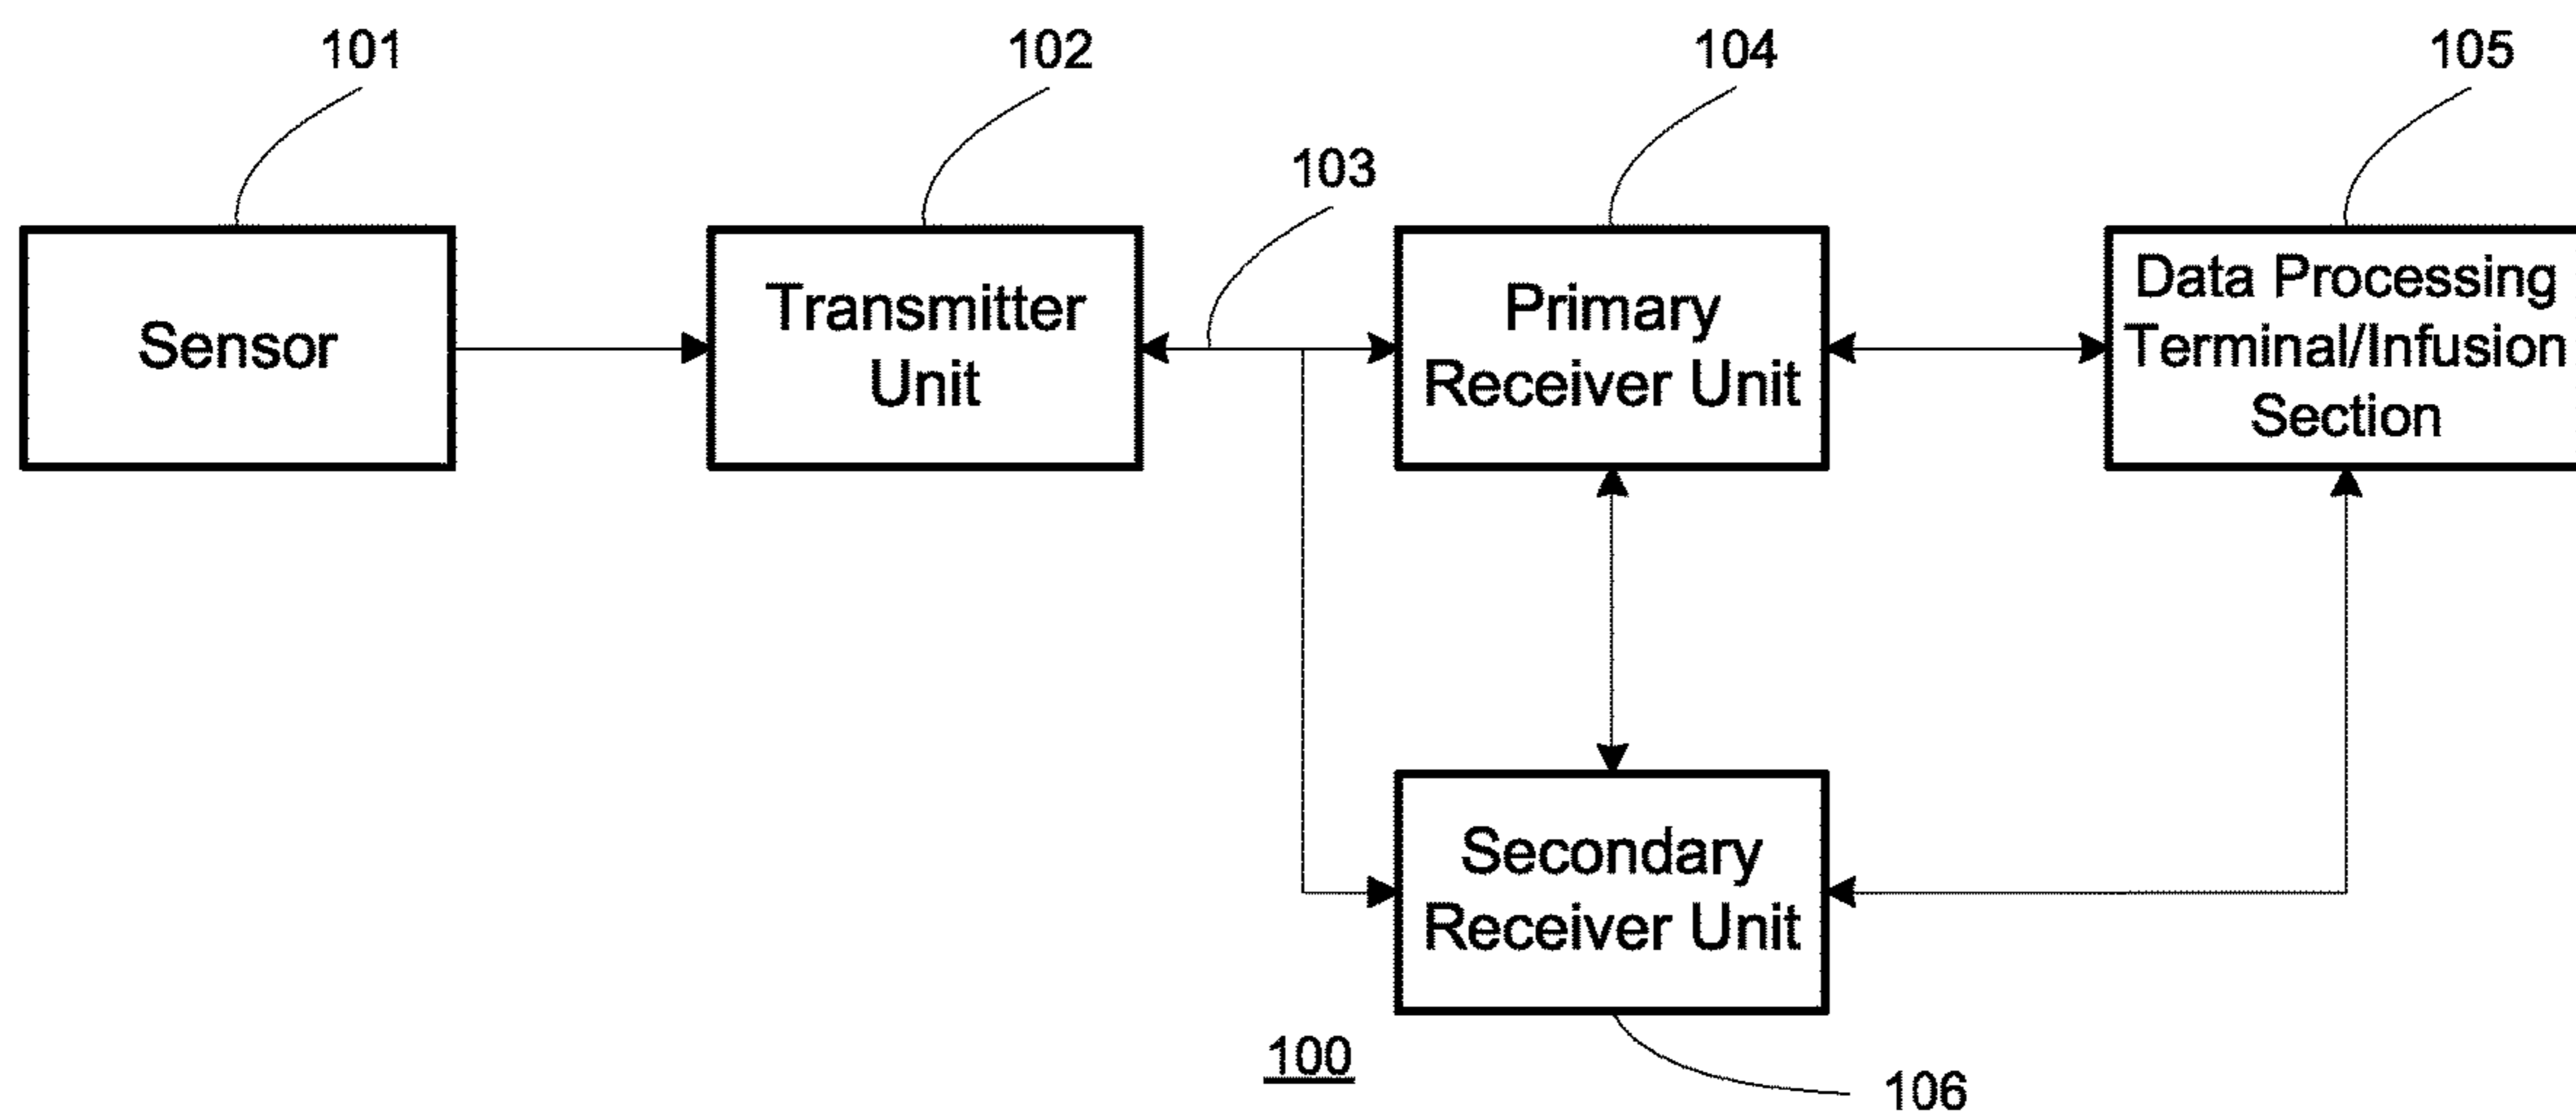 101
102
104
105
103
Sensor
Transmitter
Unit
Primary
Receiver Unit
Data Processing
Terminal/Infusion
Section
Secondary
Receiver Unit
100
106